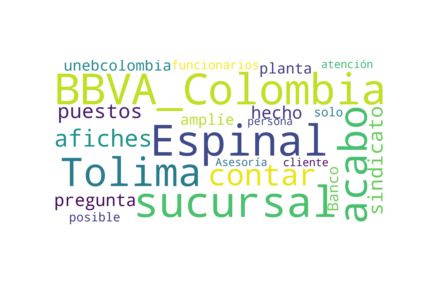 unebcolombia funcionarios planta atención
BBVA_Colombia
puestos amplíe hecho solo
persona
afiches Espinal acabo sindicato
Asesoría cliente
Tolima contar Banco
pregunta sucursal
posible